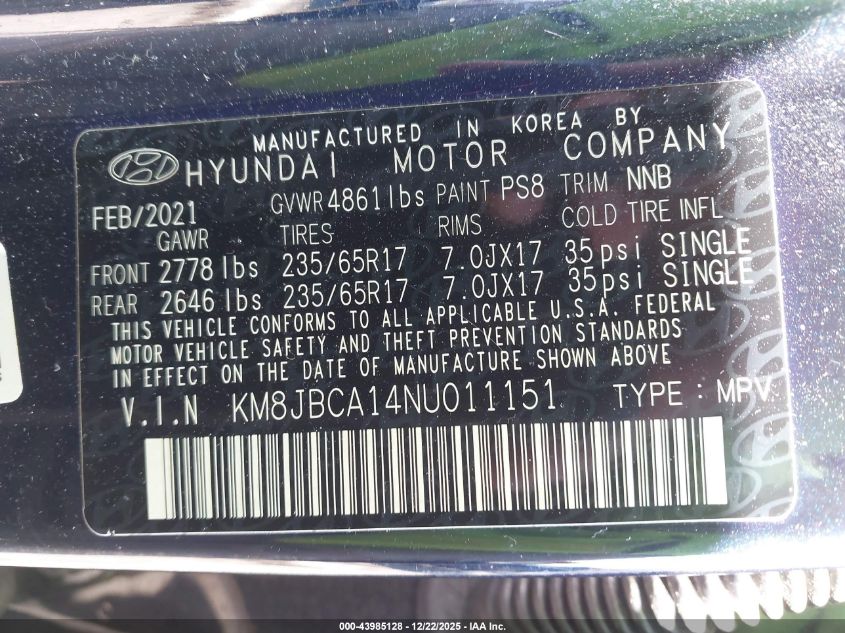 MANUFACTURED IN KOREA BY
HYUNDAI MOTOR COMPANY
FEB/2021 GVWR 4861 lbs PAINT PS8 TRIM NNB
GAWR TIRES RIMS COLD TIRE INFL
FRONT 2778 lbs 235/65R17 7.0JX17 35psi SINGLE
REAR 2646 lbs 235/65R17 7.0JX17 35psi SINGLE
THIS VEHICLE CONFORMS TO ALL APPLICABLE U.S.A. FEDERAL
MOTOR VEHICLE SAFETY AND THEFT PREVENTION STANDARDS
IN EFFECT ON THE DATE OF MANUFACTURE SHOWN ABOVE
V.I.N KM8JBCA14NU011151 TYPE : MPV
000-43985128 - 12/22/2025 - IAA Inc.